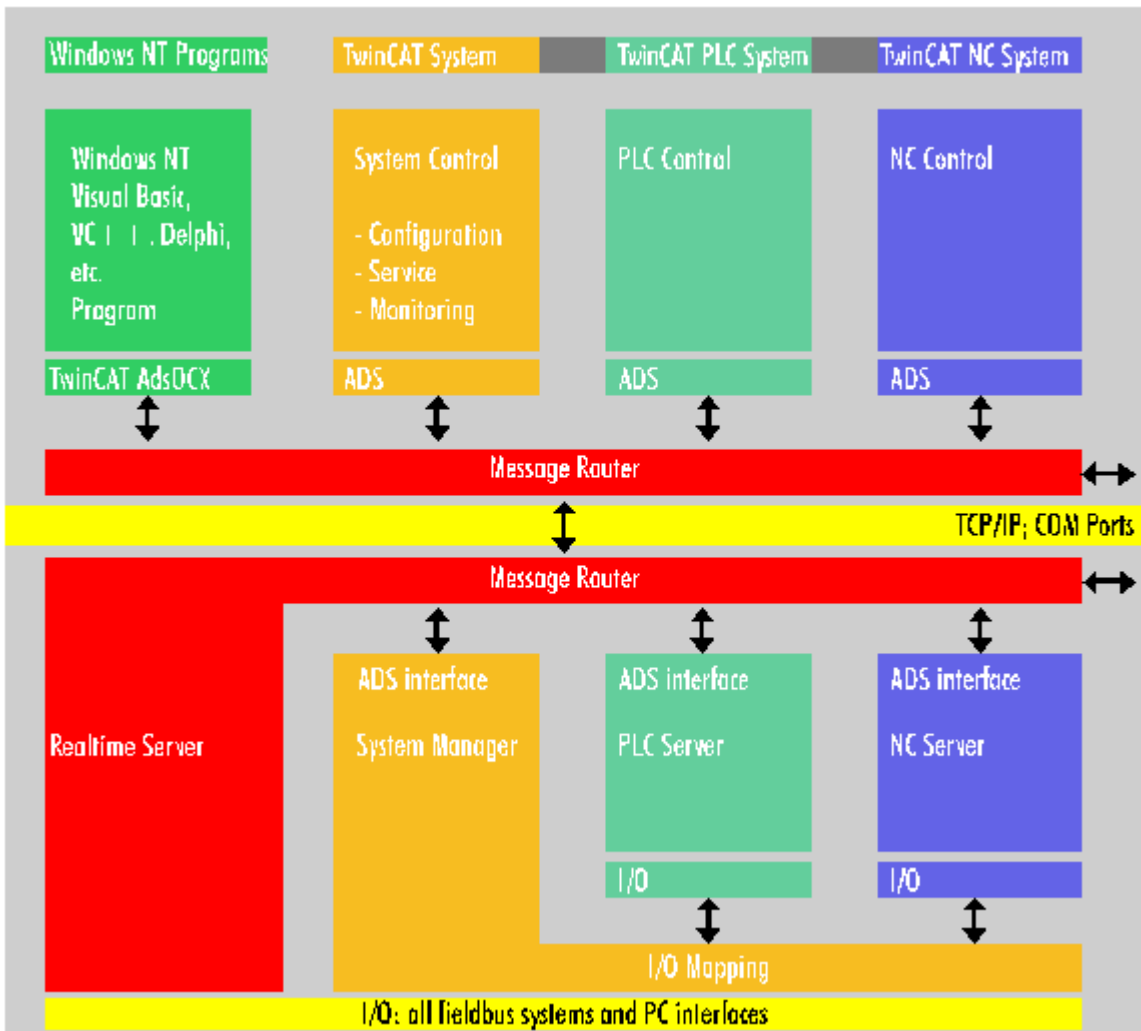 Windows NT Programs
TwinCAT System
TwinCAT PLC System
TwinCAT NC System
Windows NT
Visual Basic,
VC | | . Delphi,
etc.
Program
System Control
- Configuration
- Service
- Monitoring
PLC Control
NC Control
TwinCAT AdsOCX
ADS
ADS
ADS
Message Router
TCP/IP; COM Ports
Message Router
Realtime Server
ADS interface
System Manager
ADS interface
PLC Server
ADS interface
NC Server
I/O
I/O
I/O Mapping
I/O: all fieldbus systems and PC interfaces